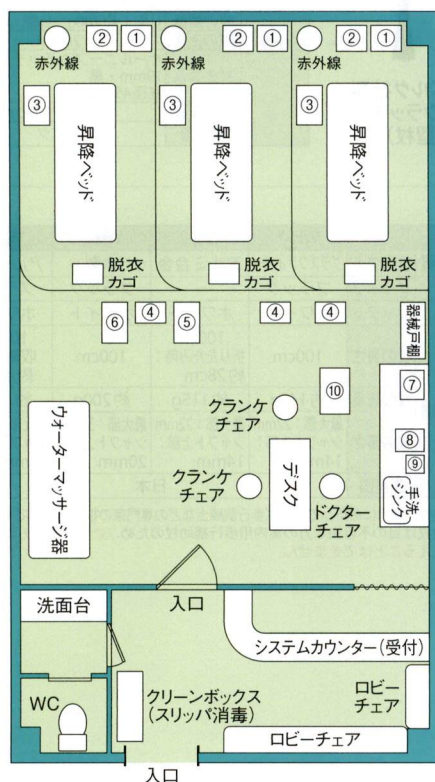 ② ① ② ① ② ①
赤外線 赤外線 赤外線
③ ③ ③
昇降ベッド 昇降ベッド 昇降ベッド
脱衣
カゴ
脱衣
カゴ
脱衣
カゴ
⑥ ④ ⑤ ④ ④
器械戸棚
⑦
⑩
クランケ
チェア
⑧
⑨
ウォーターマッサージ器
クランケ
チェア
デスク
ドクター
チェア
手洗
シンク
入口
洗面台
システムカウンター(受付)
WC
クリーンボックス
(スリッパ消毒)
ロビー
チェア
ロビーチェア
入口